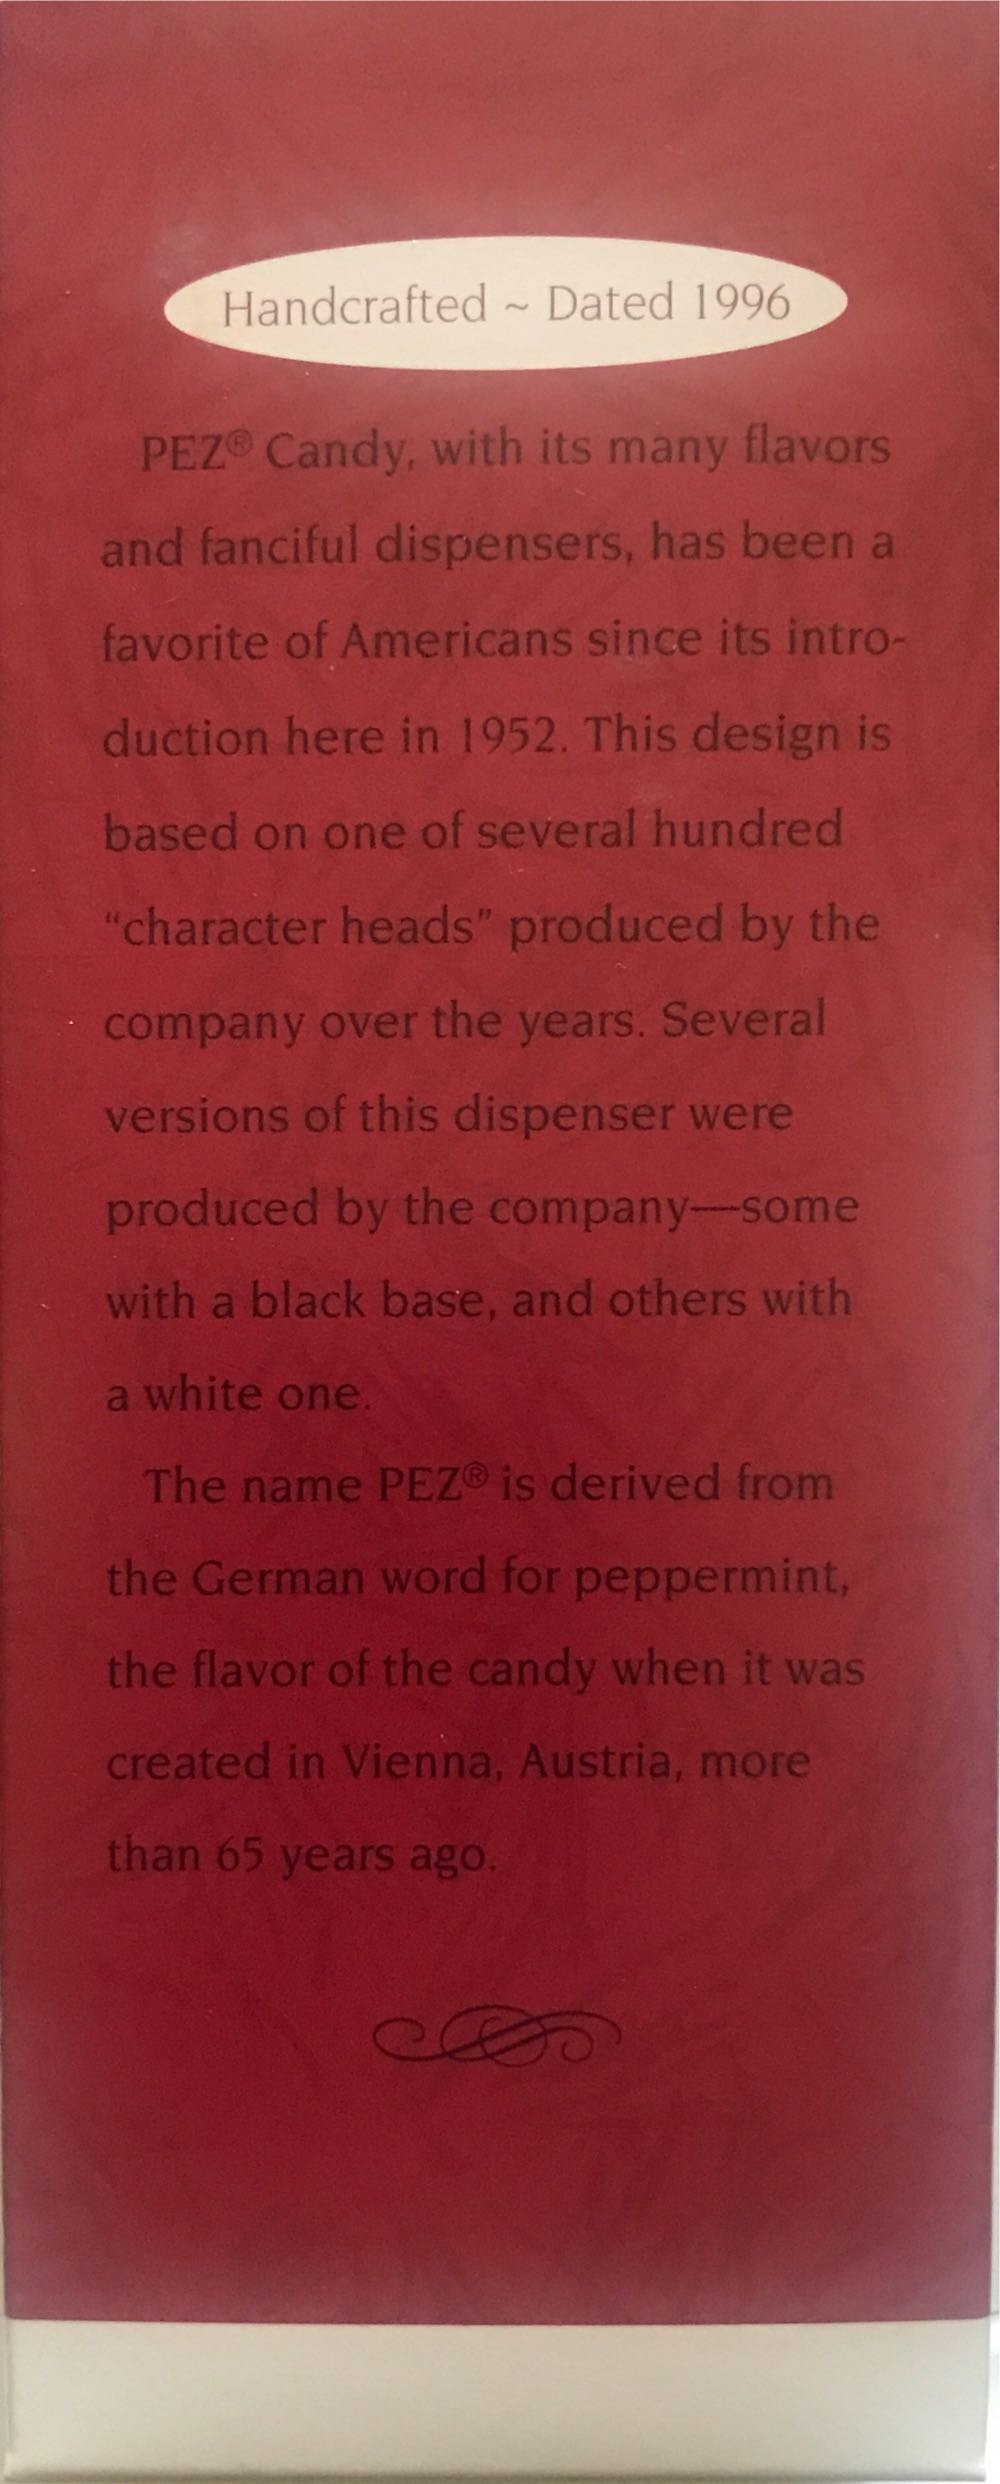 Handcrafted ~ Dated 1996
PEZ® Candy, with its many flavors
and fanciful dispensers, has been a
favorite of Americans since its intro-
duction here in 1952. This design is
based on one of several hundred
“character heads” produced by the
company over the years. Several
versions of this dispenser were
produced by the company—some
with a black base, and others with
a white one.
The name PEZ® is derived from
the German word for peppermint,
the flavor of the candy when it was
created in Vienna, Austria, more
than 65 years ago.